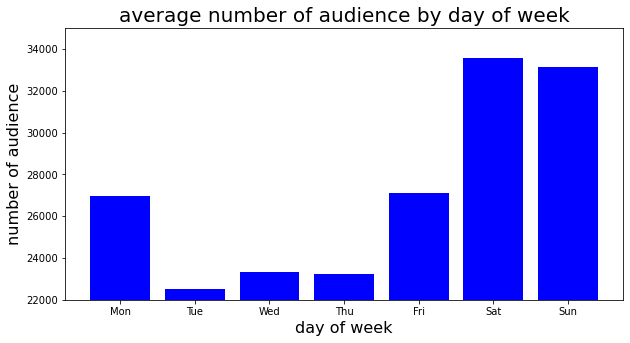 average number of audience by day of week
number of audience
34000
32000
30000
28000
26000
24000
22000
Mon Tue Wed Thu Fri Sat Sun
day of week